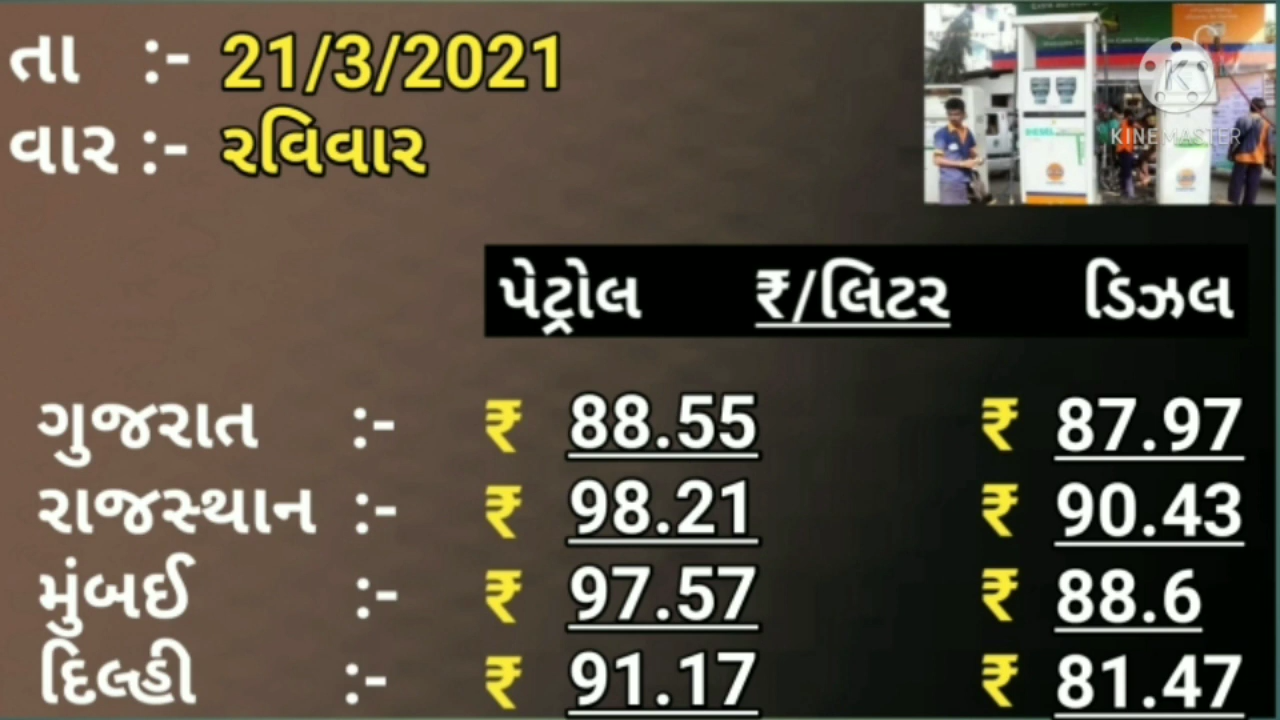 તા :- 21/3/2021
વાર :- રવિવાર
KINEMASTER
પેટ્રોલ ₹/લિટર ડિઝલ
ગુજરાત :- ₹ 88.55 ₹ 87.97
રાજસ્થાન :- ₹ 98.21 ₹ 90.43
મુંબઈ :- ₹ 97.57 ₹ 88.6
દિલ્હી :- ₹ 91.17 ₹ 81.47